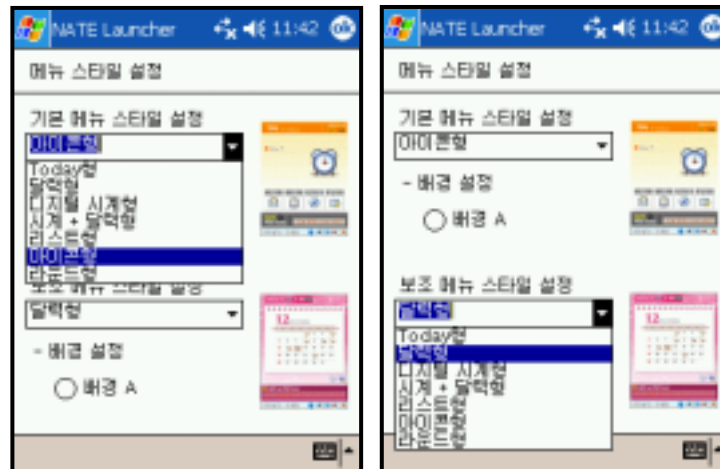 NATE Launcher 11:42 ok
메뉴 스타일 설정
기본 메뉴 스타일 설정
아이콘형
Today형
달력형
디지털 시계형
시계 + 달력형
리스트형
아이콘형
라운드형
보조 메뉴 스타일 설정
달력형
- 배경 설정
배경 A
12
NATE Launcher 11:42 ok
메뉴 스타일 설정
기본 메뉴 스타일 설정
아이콘형
- 배경 설정
배경 A
보조 메뉴 스타일 설정
달력형
Today형
달력형
디지털 시계형
시계 + 달력형
리스트형
아이콘형
라운드형
12